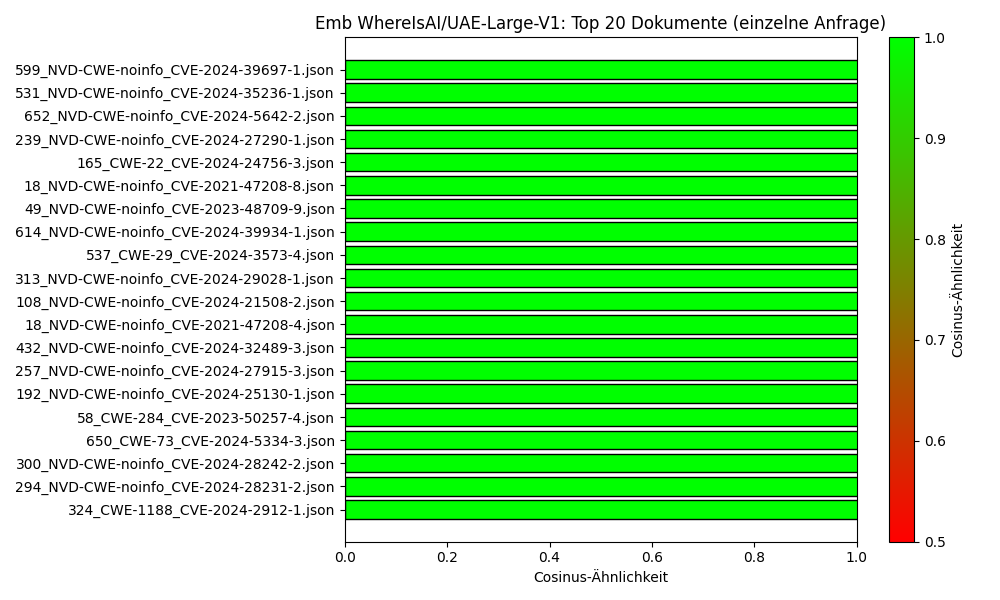 Emb WhereIsAI/UAE-Large-V1: Top 20 Dokumente (einzelne Anfrage)
599_NVD-CWE-noinfo_CVE-2024-39697-1.json
531_NVD-CWE-noinfo_CVE-2024-35236-1.json
652_NVD-CWE-noinfo_CVE-2024-5642-2.json
239_NVD-CWE-noinfo_CVE-2024-27290-1.json
165_CWE-22_CVE-2024-24756-3.json
18_NVD-CWE-noinfo_CVE-2021-47208-8.json
49_NVD-CWE-noinfo_CVE-2023-48709-9.json
614_NVD-CWE-noinfo_CVE-2024-39934-1.json
537_CWE-29_CVE-2024-3573-4.json
313_NVD-CWE-noinfo_CVE-2024-29028-1.json
108_NVD-CWE-noinfo_CVE-2024-21508-2.json
18_NVD-CWE-noinfo_CVE-2021-47208-4.json
432_NVD-CWE-noinfo_CVE-2024-32489-3.json
257_NVD-CWE-noinfo_CVE-2024-27915-3.json
192_NVD-CWE-noinfo_CVE-2024-25130-1.json
58_CWE-284_CVE-2023-50257-4.json
650_CWE-73_CVE-2024-5334-3.json
300_NVD-CWE-noinfo_CVE-2024-28242-2.json
294_NVD-CWE-noinfo_CVE-2024-28231-2.json
324_CWE-1188_CVE-2024-2912-1.json
0.0 0.2 0.4 0.6 0.8 1.0
Cosinus-Ähnlichkeit
1.0
0.9
0.8
0.7
0.6
0.5
Cosinus-Ähnlichkeit